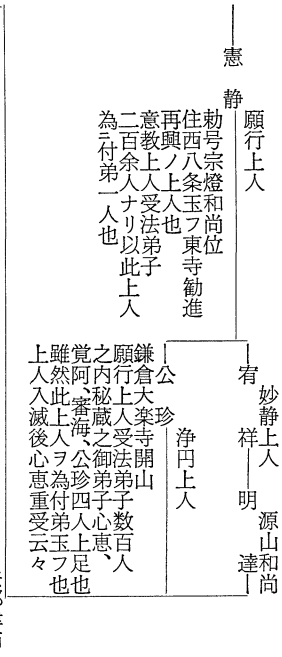 憲静
願行上人
勅号宗燈和尚位
住西八条玉フ東寺勧進
再興ノ上人也
意教上人受法弟子
二百余人ナリ以此上人
為ニ付弟一人也
宥祥
妙静上人
明達
源山和尚
公珍
浄円上人
鎌倉大楽寺開山
願行上人受法弟子数百人
之内秘蔵之御弟子心恵、
覚阿、審海、公珍四人上足也
雖然此上人ヲ為付弟玉フ也
上人入滅後心恵重受云々